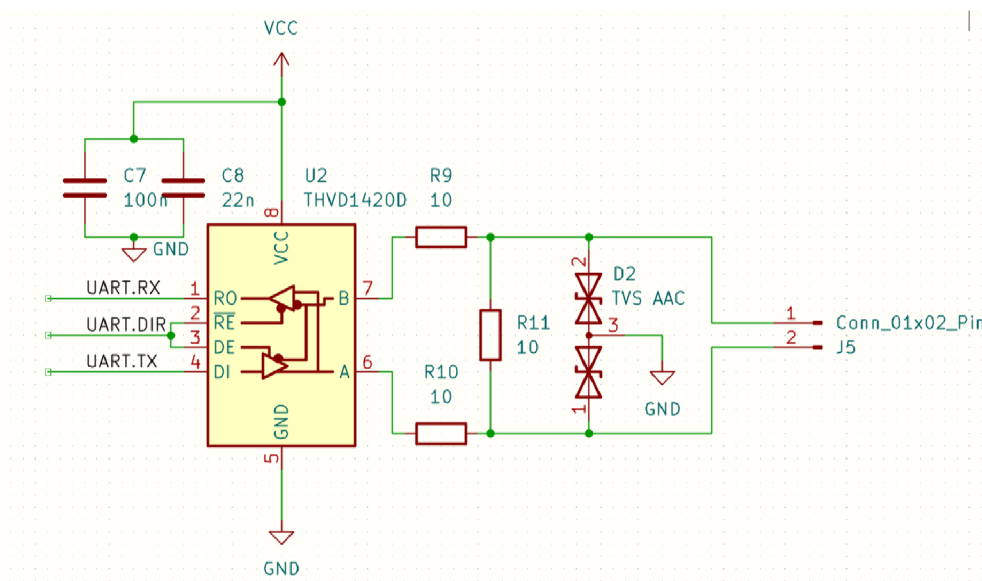 VCC
C7
100n
C8
22n
U2
THVD1420D
R9
10
8
VCC
GND
UART.RX
1
RO
B
7
2
RE
UART.DIR
3
DE
UART.TX
4
DI
A
6
GND
5
GND
R10
10
R11
10
2
D2
TVS AAC
3
GND
1
1
Conn_01x02_Pin
2
J5